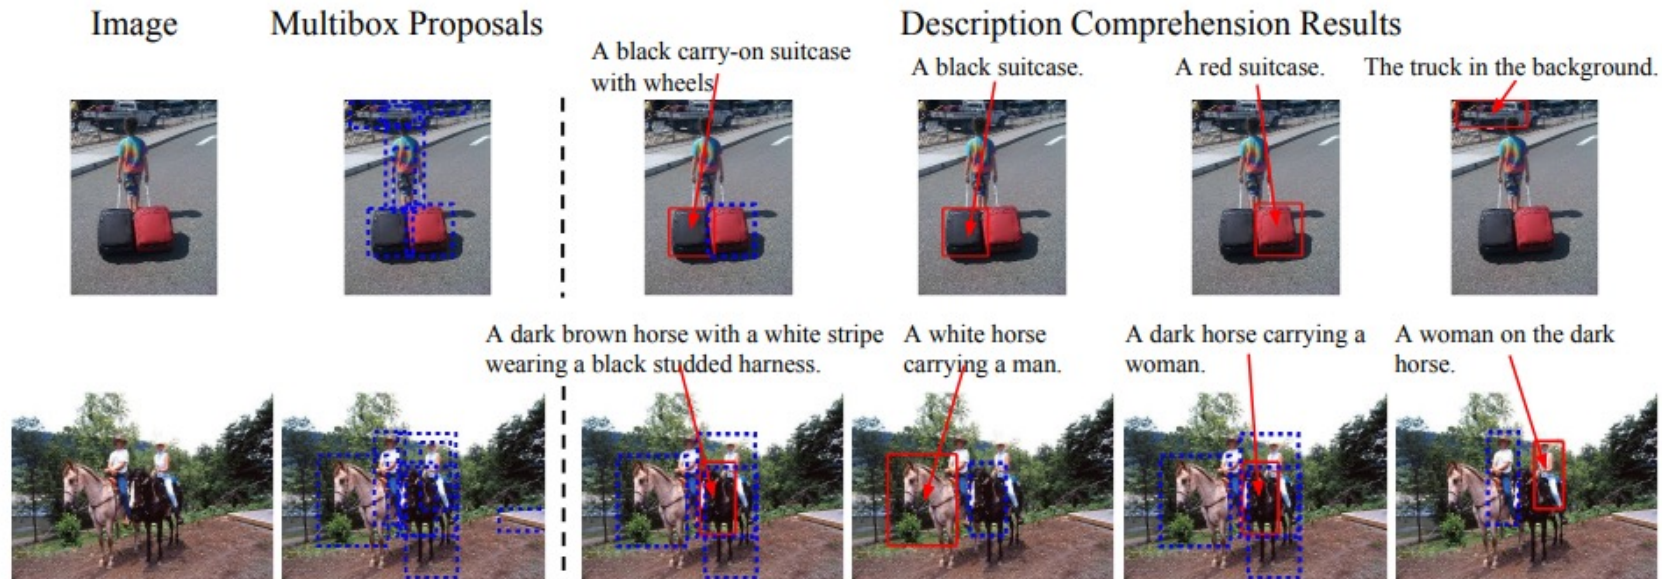 Image
Multibox Proposals
Description Comprehension Results
A black carry-on suitcase
with wheels
A black suitcase.
A red suitcase.
The truck in the background.
A dark brown horse with a white stripe
wearing a black studded harness.
A white horse
carrying a man.
A dark horse carrying a
woman.
A woman on the dark
horse.